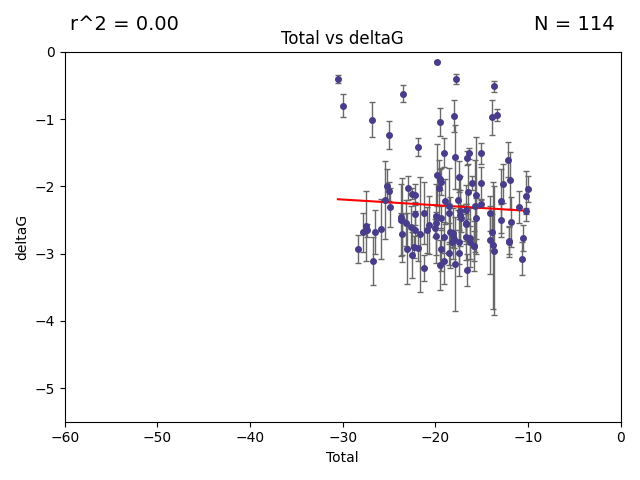 r^2 = 0.00
N = 114
Total vs deltaG
0
−1
−2
−3
−4
−5
deltaG
−60
−50
−40
−30
−20
−10
0
Total